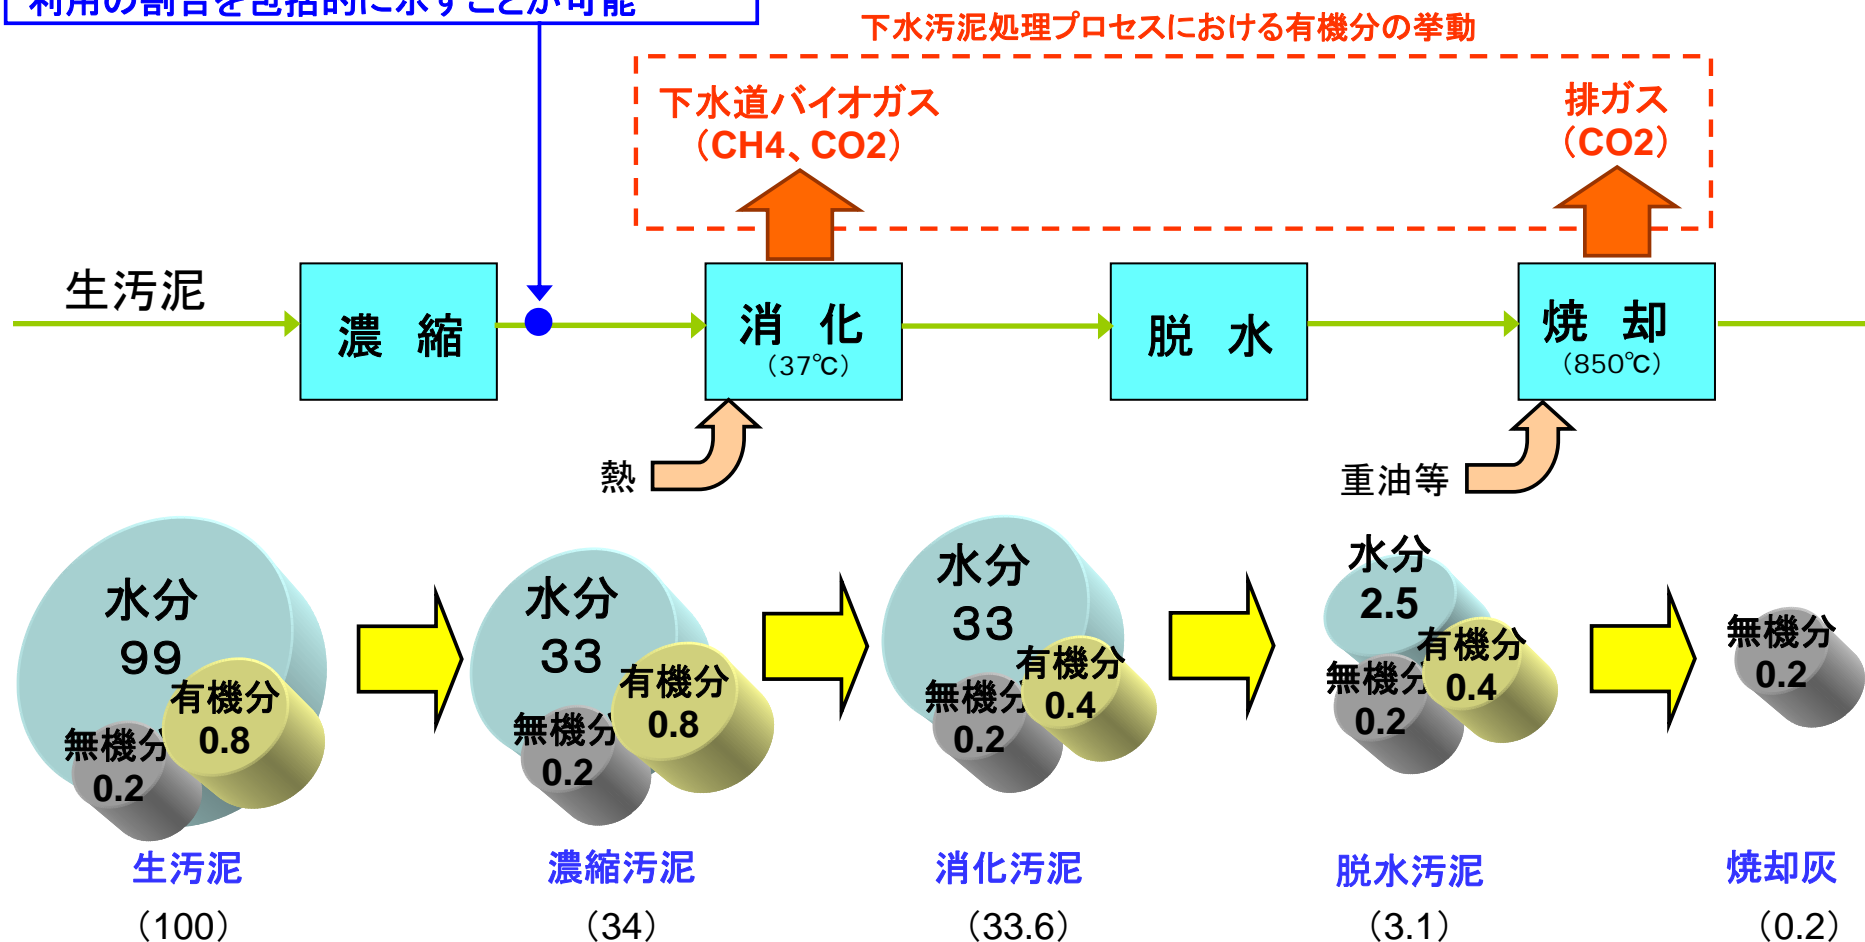 利用の割合を包括的に示すことが可能
下水汚泥処理プロセスにおける有機分の挙動
下水道バイオガス
（CH4、CO2）
排ガス
（CO2）
生汚泥
濃 縮
消 化
（37℃）
脱 水
焼 却
（850℃）
熱
重油等
水分
99
有機分
0.8
無機分
0.2
水分
33
有機分
0.8
無機分
0.2
水分
33
有機分
0.4
無機分
0.2
水分
2.5
有機分
0.4
無機分
0.2
無機分
0.2
生汚泥
濃縮汚泥
消化汚泥
脱水汚泥
焼却灰
（100）
（34）
（33.6）
（3.1）
（0.2）